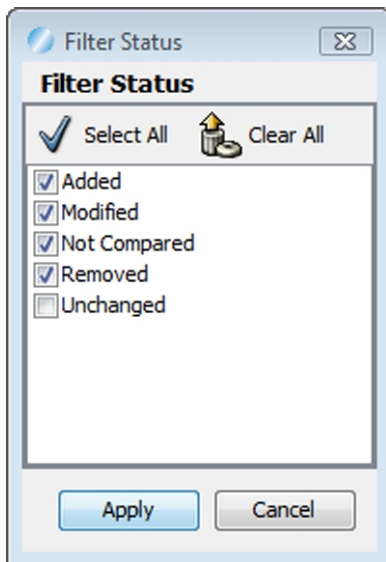 Filter Status
Filter Status
Select All Clear All
Added
Modified
Not Compared
Removed
Unchanged
Apply Cancel